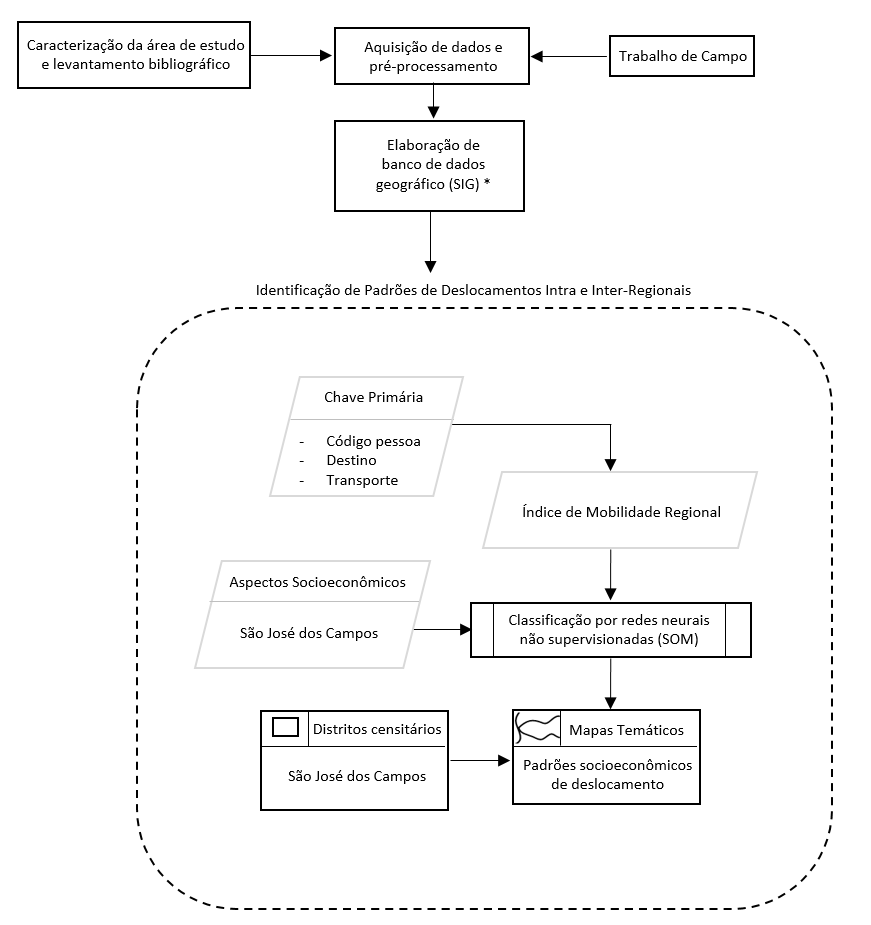 Caracterização da área de estudo
e levantamento bibliográfico
Aquisição de dados e
pré-processamento
Trabalho de Campo
Elaboração de
banco de dados
geográfico (SIG) *
Identificação de Padrões de Deslocamentos Intra e Inter-Regionais
Chave Primária
- Código pessoa
- Destino
- Transporte
Índice de Mobilidade Regional
Aspectos Socioeconômicos
São José dos Campos
Classificação por redes neurais
não supervisionadas (SOM)
Distritos censitários
São José dos Campos
Mapas Temáticos
Padrões socioeconômicos
de deslocamento